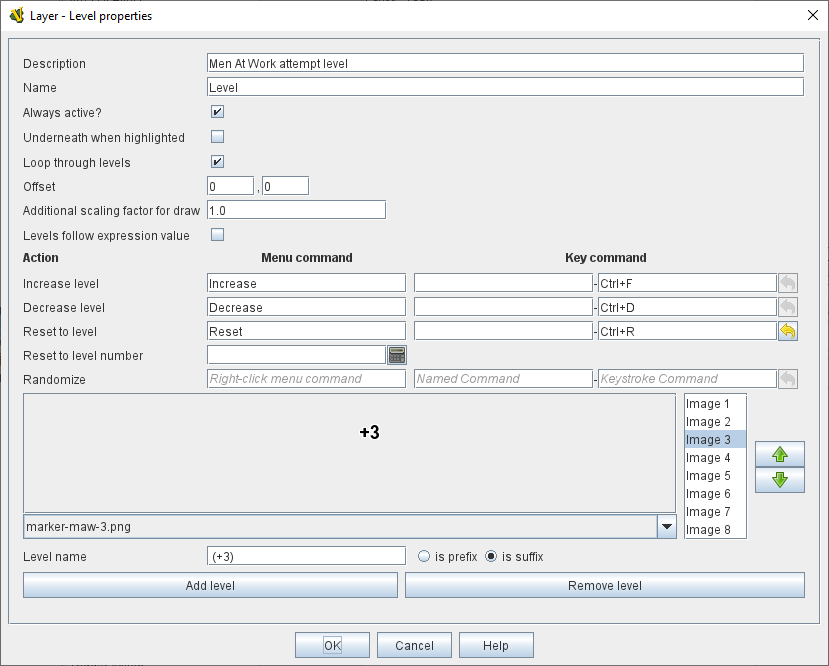 Layer - Level properties
Description Men At Work attempt level
Name Level
Always active?
Underneath when highlighted
Loop through levels
Offset 0 , 0
Additional scaling factor for draw 1.0
Levels follow expression value
Action Menu command Key command
Increase level Increase - Ctrl+F
Decrease level Decrease - Ctrl+D
Reset to level Reset - Ctrl+R
Reset to level number
Randomize Right-click menu command Named Command - Keystroke Command
+3
Image 1
Image 2
Image 3
Image 4
Image 5
Image 6
Image 7
Image 8
marker-maw-3.png
Level name (+3) is prefix is suffix
Add level Remove level
OK Cancel Help